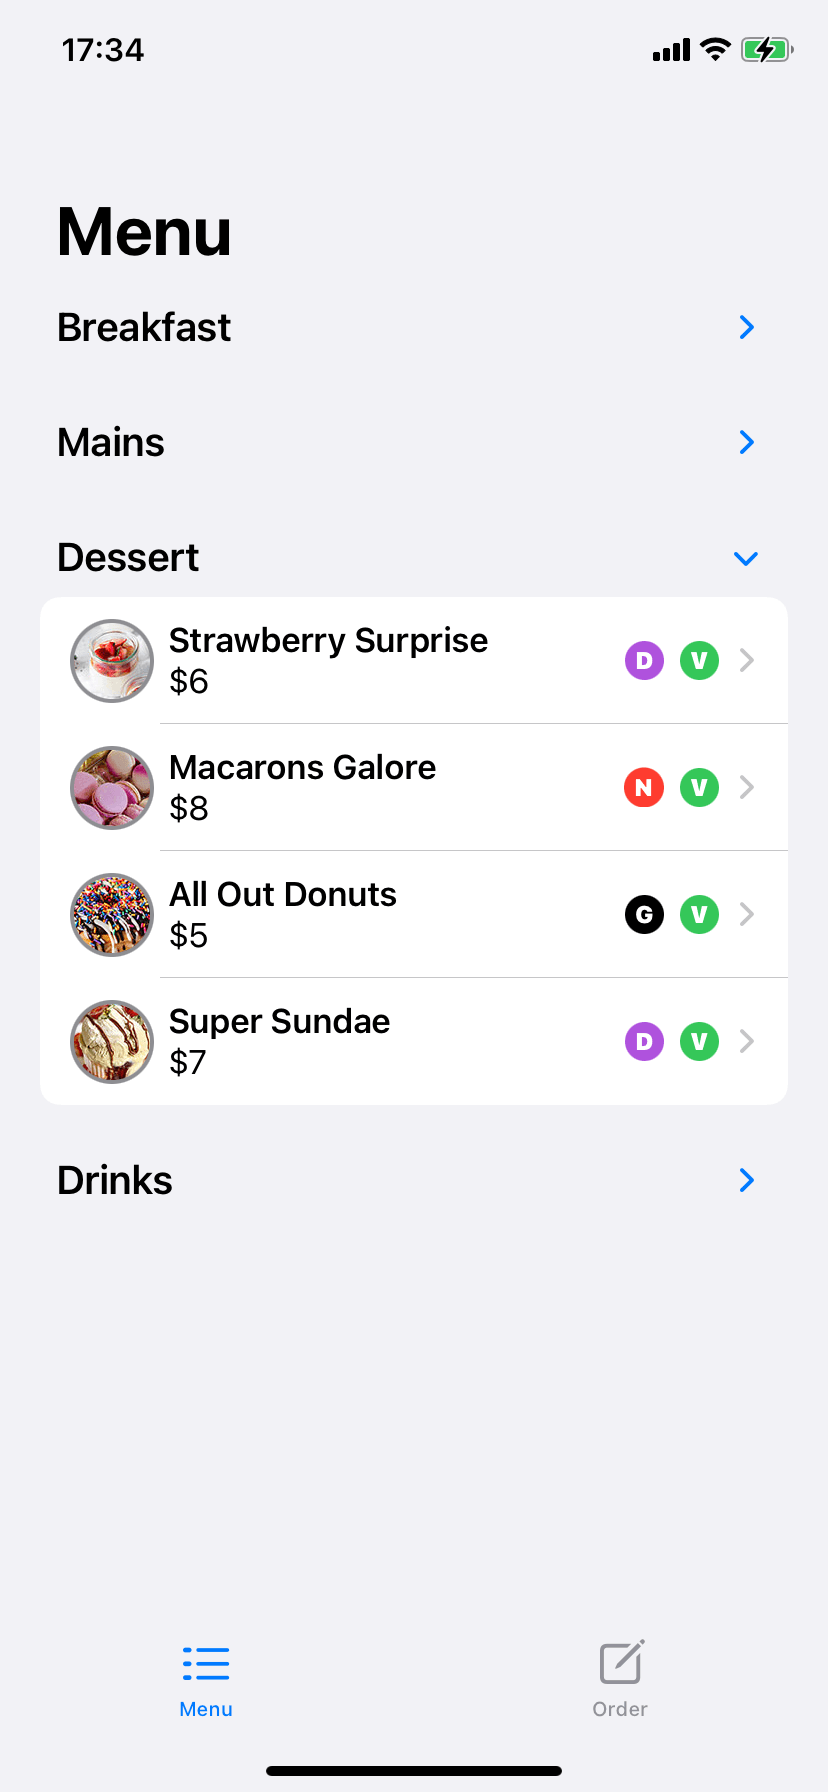 17:34
Menu
Breakfast
Mains
Dessert
Strawberry Surprise
$6
D V
Macarons Galore
$8
N V
All Out Donuts
$5
G V
Super Sundae
$7
D V
Drinks
Menu
Order